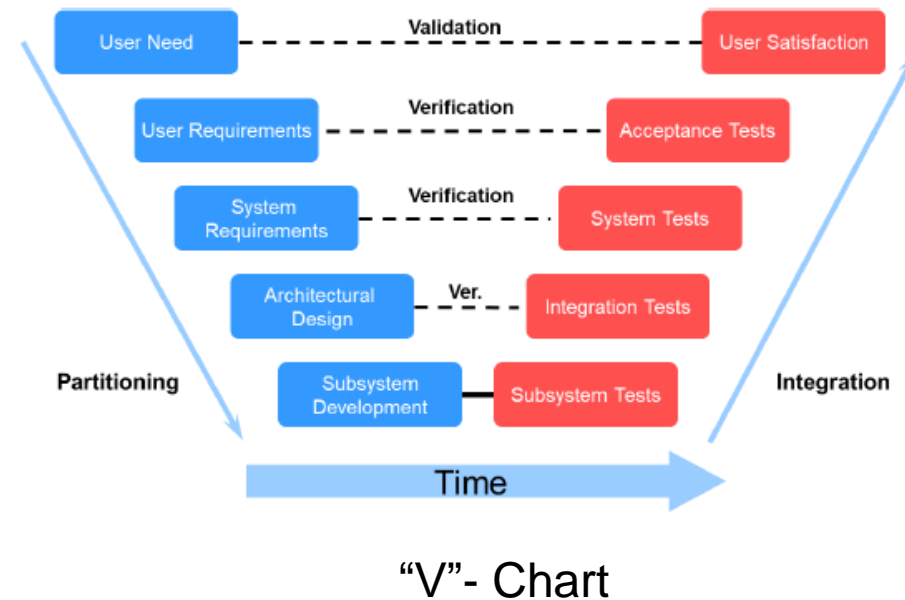 User Need
Validation
User Satisfaction
User Requirements
Verification
Acceptance Tests
System
Requirements
Verification
System Tests
Architectural
Design
Ver.
Integration Tests
Partitioning
Subsystem
Development
Subsystem Tests
Integration
Time
“V”- Chart